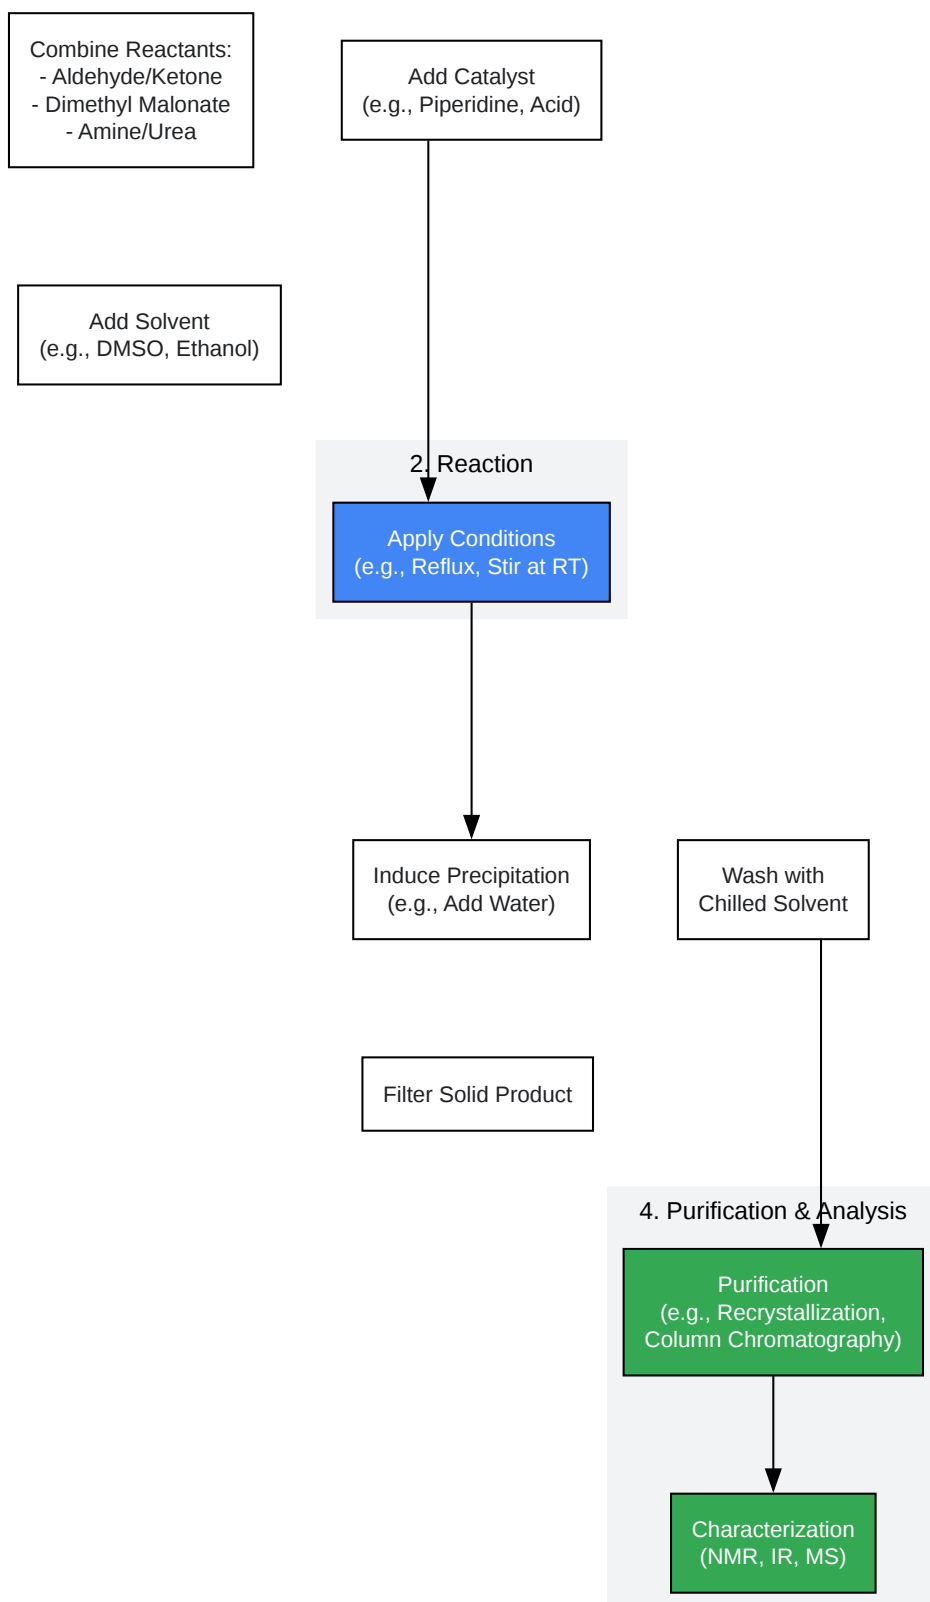 Combine Reactants:
- Aldehyde/Ketone
- Dimethyl Malonate
- Amine/Urea
Add Catalyst
(e.g., Piperidine, Acid)
Add Solvent
(e.g., DMSO, Ethanol)
2. Reaction
Apply Conditions
(e.g., Reflux, Stir at RT)
Induce Precipitation
(e.g., Add Water)
Wash with
Chilled Solvent
Filter Solid Product
4. Purification & Analysis
Purification
(e.g., Recrystallization,
Column Chromatography)
Characterization
(NMR, IR, MS)